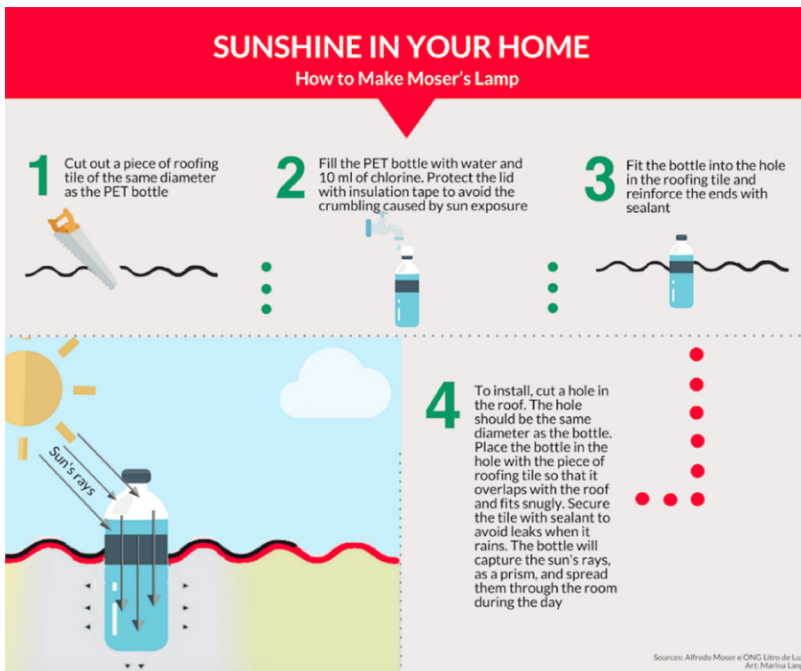 SUNSHINE IN YOUR HOME
How to Make Moser's Lamp
1
Cut out a piece of roofing
tile of the same diameter
as the PET bottle
2
Fill the PET bottle with water and
10 ml of chlorine. Protect the lid
with insulation tape to avoid the
crumbling caused by sun exposure
3
Fit the bottle into the hole
in the roofing tile and
reinforce the ends with
sealant
Sun's rays
4
To install, cut a hole in
the roof. The hole
should be the same
diameter as the bottle.
Place the bottle in the
hole with the piece of
roofing tile so that it
overlaps with the roof
and fits snugly. Secure
the tile with sealant to
avoid leaks when it
rains. The bottle will
capture the sun's rays,
as a prism, and spread
them through the room
during the day
Sources: Alfredo Moser e ONG Litro de Lu
Art: Marina Lang